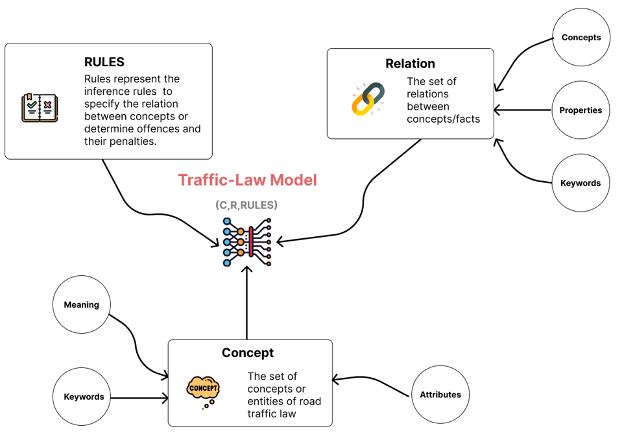 Concepts
RULES
Rules represent the
inference rules to
specify the relation
between concepts or
determine offences and
their penalties.
Relation
The set of
relations
between
concepts/facts
Properties
Keywords
Traffic-Law Model
(C,R,RULES)
Meaning
Keywords
Concept
CONCEPT
The set of
concepts or
entities of road
traffic law
Attributes